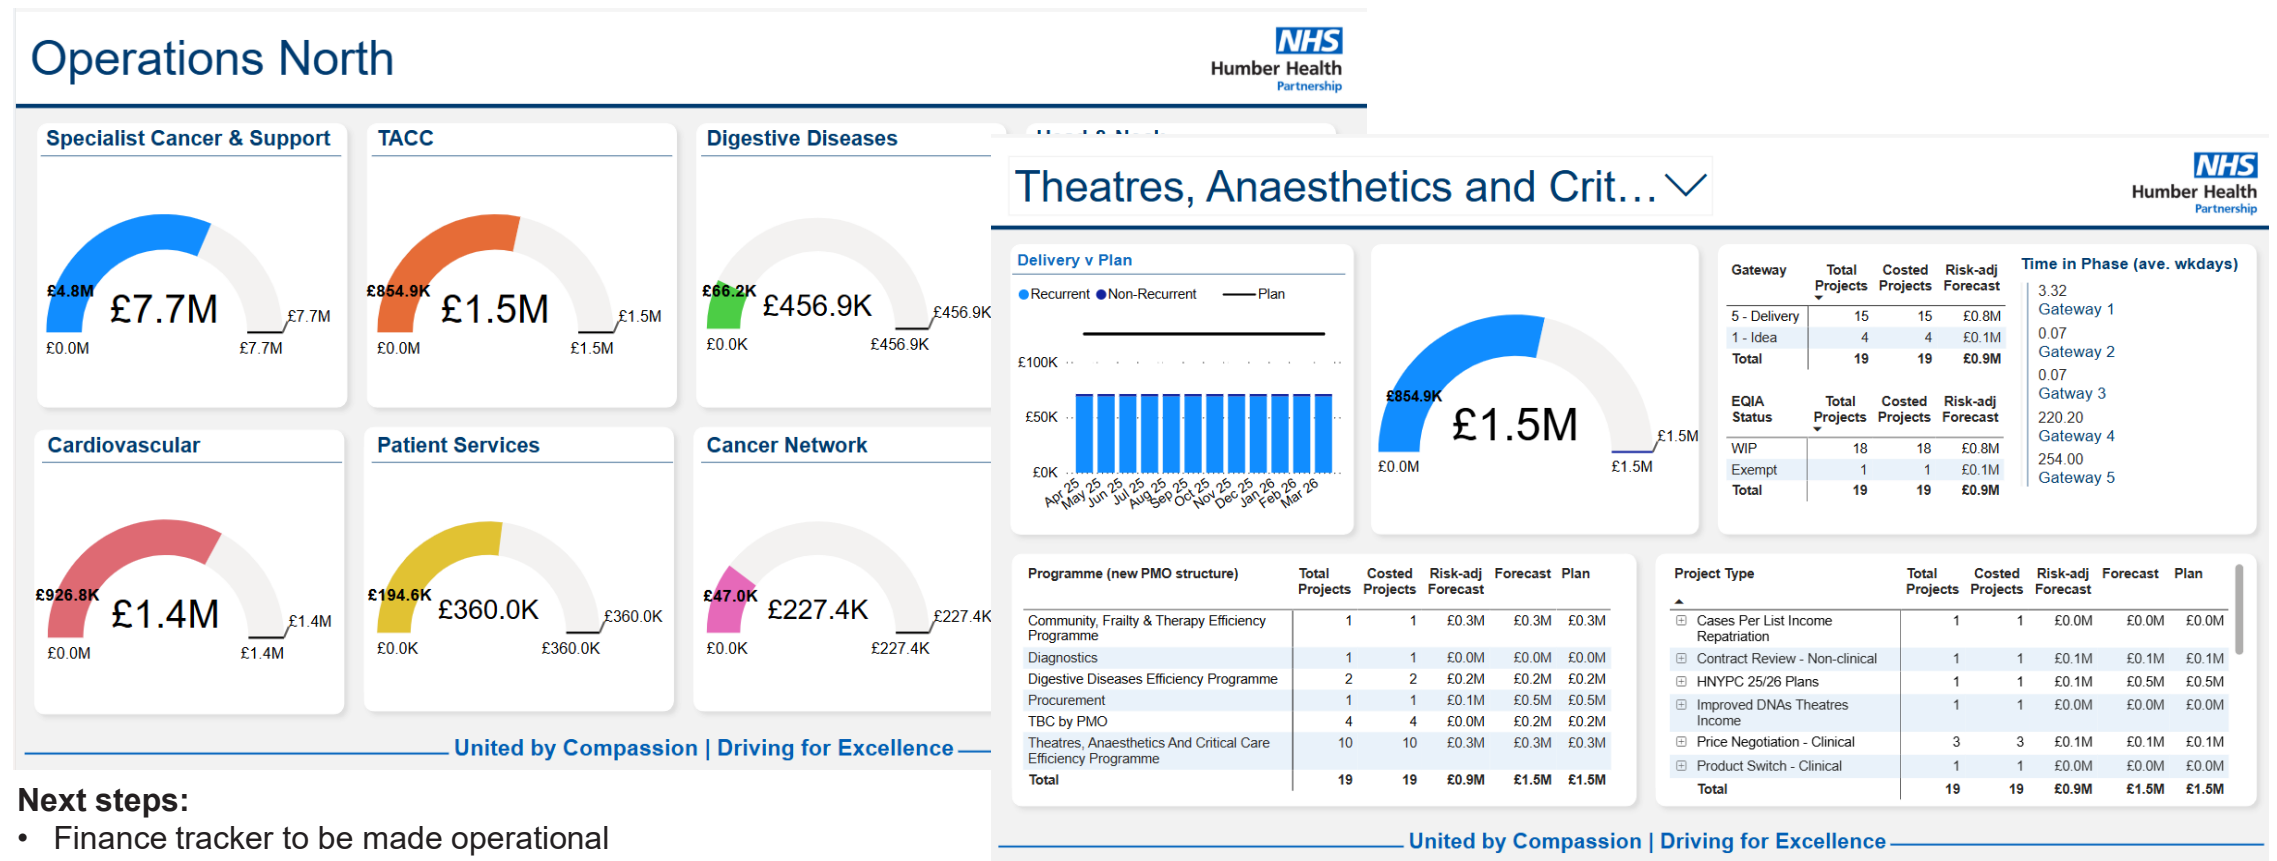 Operations North
NHS
Humber Health
Partnership
Specialist Cancer & Support
£4.8M
£7.7M
£7.7M
£0.0M
£7.7M
TACC
£854.9K
£1.5M
£1.5M
£0.0M
£1.5M
Digestive Diseases
£66.2K
£456.9K
£456.9K
£0.0K
£456.9K
Cardiovascular
£926.8K
£1.4M
£1.4M
£0.0M
£1.4M
Patient Services
£194.6K
£360.0K
£360.0K
£0.0K
£360.0K
Cancer Network
£47.0K
£227.4K
£227.4K
£0.0K
£227.4K
United by Compassion | Driving for Excellence
Next steps:
• Finance tracker to be made operational
Theatres, Anaesthetics and Crit...
NHS
Humber Health
Partnership
Delivery v Plan
Recurrent Non-Recurrent Plan
£100K
£50K
£0K
Apr 25 May 25 Jun 25 Jul 25 Aug 25 Sep 25 Oct 25 Nov 25 Dec 25 Jan 26 Feb 26 Mar 26
£854.9K
£1.5M
£1.5M
£0.0M
£1.5M
Gateway Total Projects Costed Projects Risk-adj Forecast
5 - Delivery 15 15 £0.8M
1 - Idea 4 4 £0.1M
Total 19 19 £0.9M
EQIA Status Total Projects Costed Projects Risk-adj Forecast
WIP 18 18 £0.8M
Exempt 1 1 £0.1M
Total 19 19 £0.9M
Time in Phase (ave. wkdays)
3.32
Gateway 1
0.07
Gateway 2
0.07
Gatway 3
220.20
Gateway 4
254.00
Gateway 5
Programme (new PMO structure) Total Projects Costed Projects Risk-adj Forecast Forecast Plan
Community, Frailty & Therapy Efficiency Programme 1 1 £0.3M £0.3M £0.3M
Diagnostics 1 1 £0.0M £0.0M £0.0M
Digestive Diseases Efficiency Programme 2 2 £0.2M £0.2M £0.2M
Procurement 1 1 £0.1M £0.5M £0.5M
TBC by PMO 4 4 £0.0M £0.2M £0.2M
Theatres, Anaesthetics And Critical Care Efficiency Programme 10 10 £0.3M £0.3M £0.3M
Total 19 19 £0.9M £1.5M £1.5M
Project Type Total Projects Costed Projects Risk-adj Forecast Forecast Plan
Cases Per List Income Repatriation 1 1 £0.0M £0.0M £0.0M
Contract Review - Non-clinical 1 1 £0.1M £0.1M £0.1M
HNYPC 25/26 Plans 1 1 £0.1M £0.5M £0.5M
Improved DNAs Theatres Income 1 1 £0.0M £0.0M £0.0M
Price Negotiation - Clinical 3 3 £0.1M £0.1M £0.1M
Product Switch - Clinical 1 1 £0.0M £0.0M £0.0M
Total 19 19 £0.9M £1.5M £1.5M
United by Compassion | Driving for Excellence